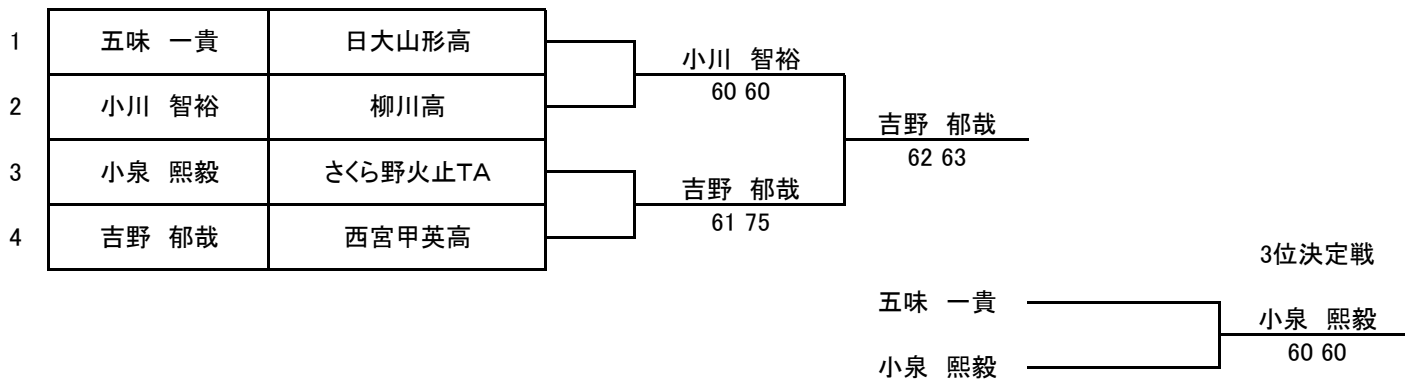 1 五味 一貴 日大山形高
小川 智裕
60 60
2 小川 智裕 柳川高
吉野 郁哉
62 63
3 小泉 熙毅 さくら野火止TA
吉野 郁哉
61 75
4 吉野 郁哉 西宮甲英高
3位決定戦
五味 一貴
小泉 熙毅
60 60
小泉 熙毅